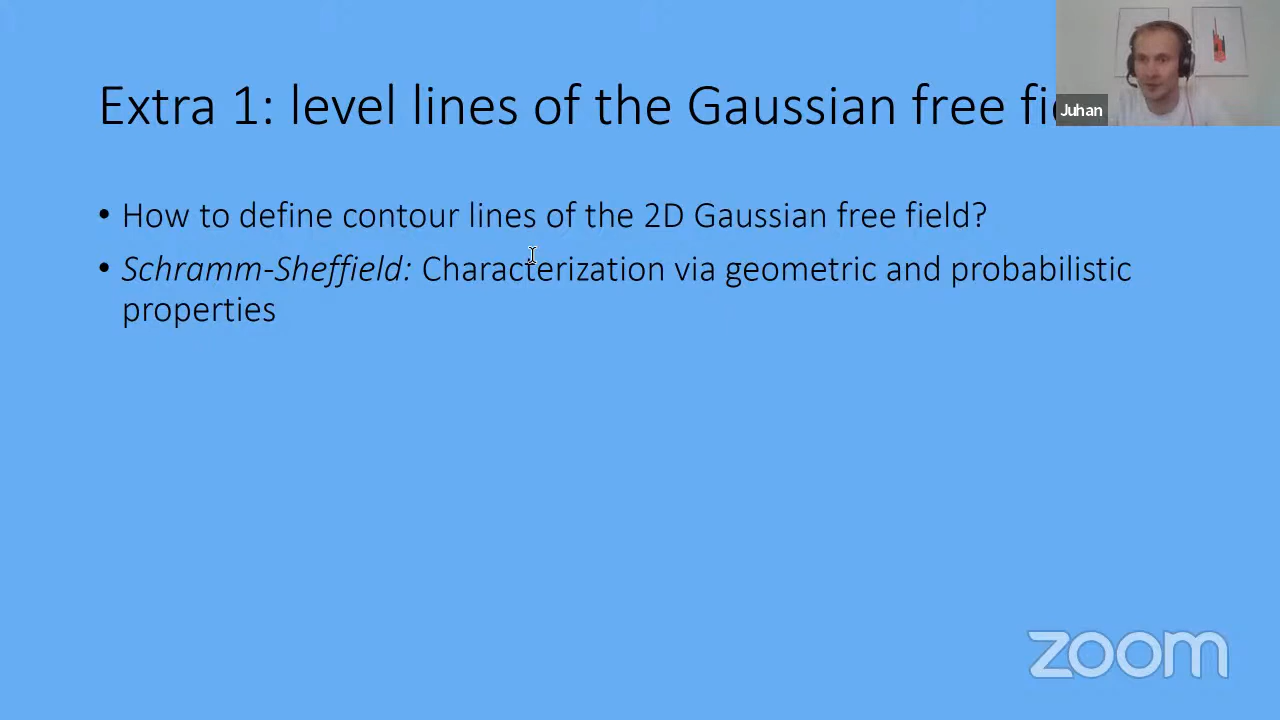 Extra 1: level lines of the Gaussian free
Juhan
• How to define contour lines of the 2D Gaussian free field?
• Schramm-Sheffield: Characterization via geometric and probabilistic
properties
zoom